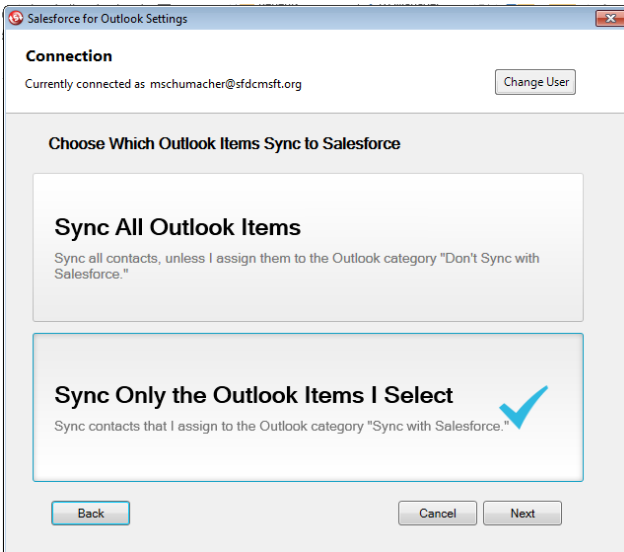 Salesforce for Outlook Settings
Connection
Currently connected as mschumacher@sfdcmsft.org
Change User
Choose Which Outlook Items Sync to Salesforce
Sync All Outlook Items
Sync all contacts, unless I assign them to the Outlook category "Don't Sync with
Salesforce."
Sync Only the Outlook Items I Select
Sync contacts that I assign to the Outlook category "Sync with Salesforce."
Back
Cancel
Next